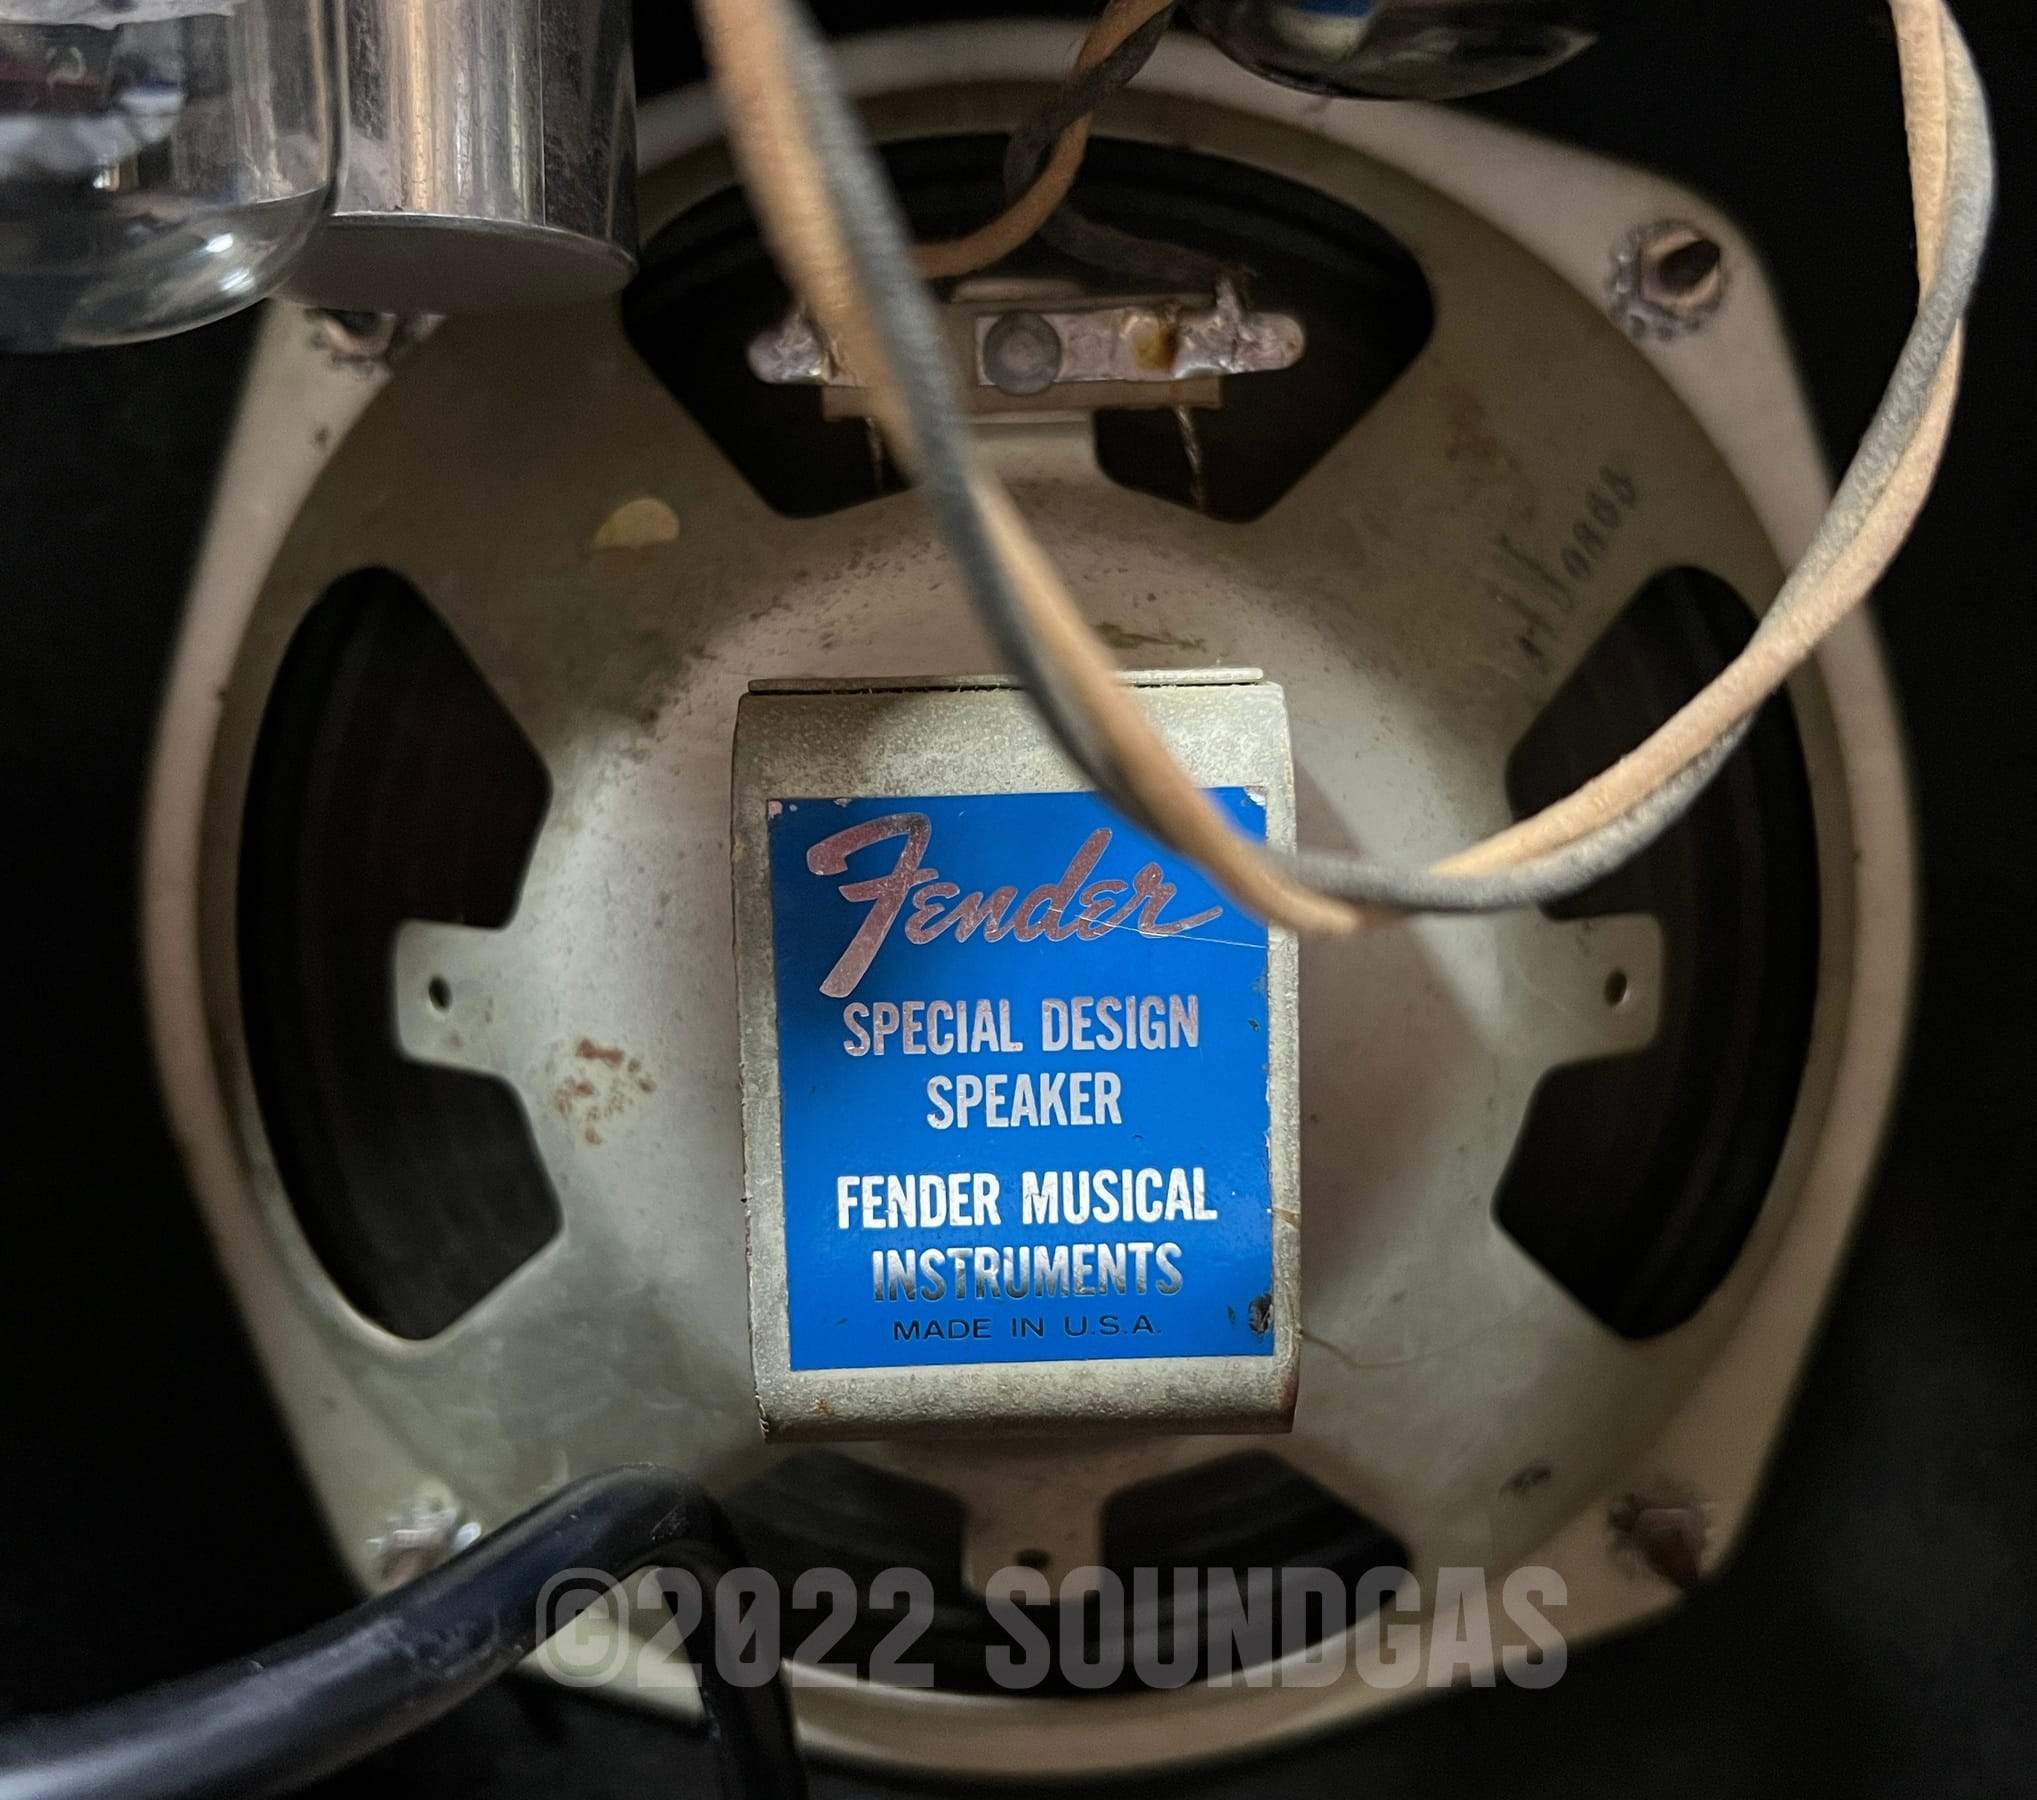 Fender
SPECIAL DESIGN
SPEAKER
FENDER MUSICAL
INSTRUMENTS
MADE IN U.S.A.
©2022 SOUNDGAS